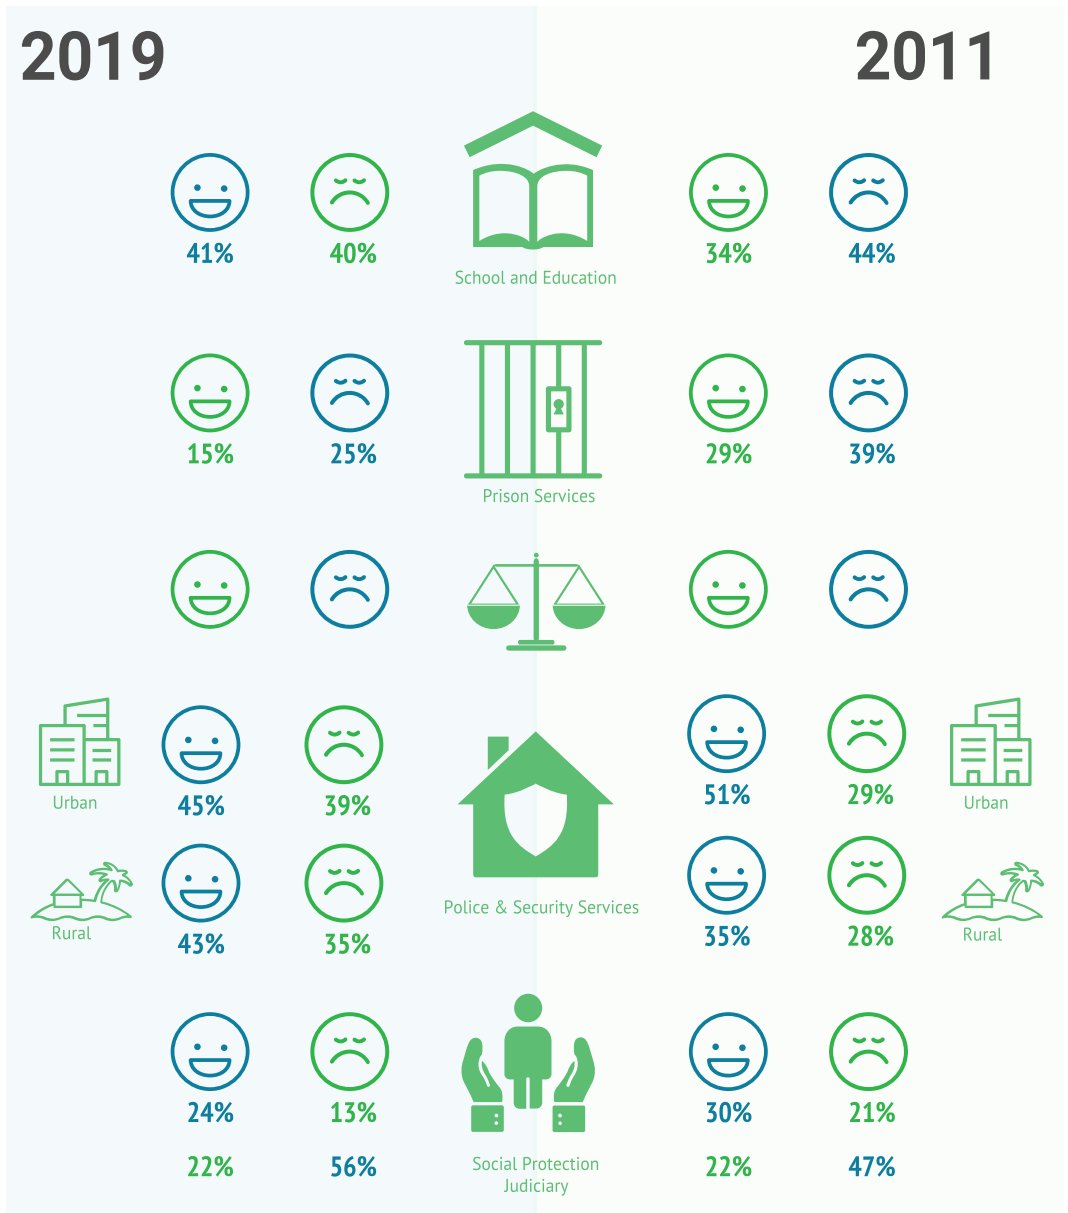 2019
2011
41%
40%
34%
44%
School and Education
15%
25%
29%
39%
Prison Services
Urban
45%
39%
51%
29%
Urban
Rural
43%
35%
Police & Security Services
35%
28%
Rural
24%
13%
30%
21%
22%
56%
Social Protection
Judiciary
22%
47%